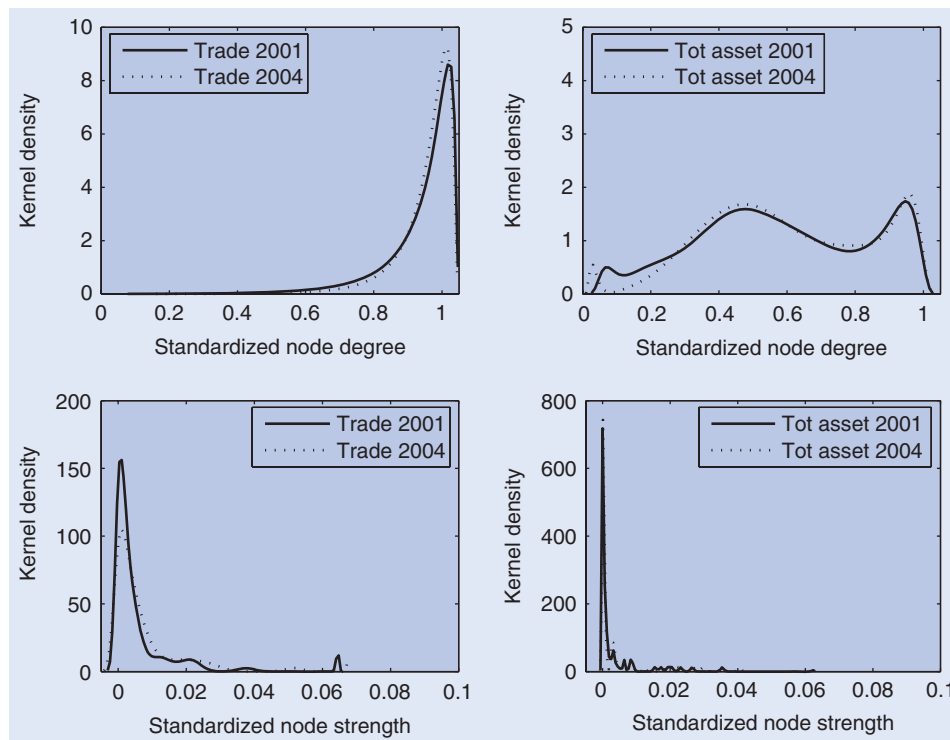 10
8
6
4
2
0
Kernel density
Trade 2001
Trade 2004
0 0.2 0.4 0.6 0.8 1
Standardized node degree
5
4
3
2
1
0
Kernel density
Tot asset 2001
Tot asset 2004
0 0.2 0.4 0.6 0.8 1
Standardized node degree
200
150
100
50
0
Kernel density
Trade 2001
Trade 2004
0 0.02 0.04 0.06 0.08 0.1
Standardized node strength
800
600
400
200
0
Kernel density
Tot asset 2001
Tot asset 2004
0 0.02 0.04 0.06 0.08 0.1
Standardized node strength